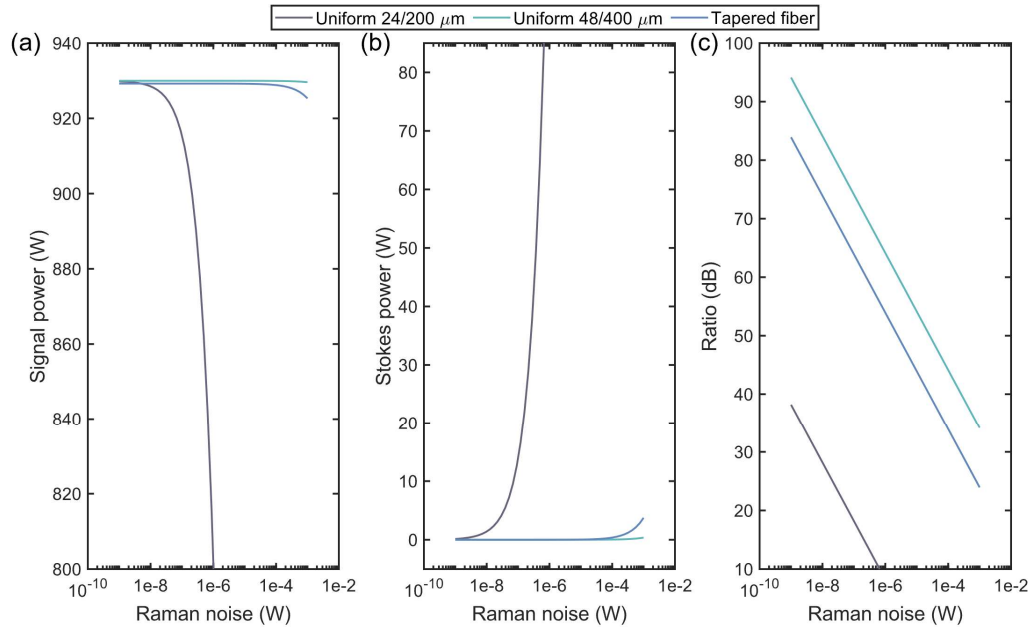 Uniform 24/200 μm Uniform 48/400 μm Tapered fiber
(a)
940
920
900
880
860
840
820
800
Signal power (W)
10-10 1e-8 1e-6 1e-4 1e-2
Raman noise (W)
(b)
80
70
60
50
40
30
20
10
0
-5
Stokes power (W)
10-10 1e-8 1e-6 1e-4 1e-2
Raman noise (W)
(c)
100
90
80
70
60
50
40
30
20
10
Ratio (dB)
10-10 1e-8 1e-6 1e-4 1e-2
Raman noise (W)